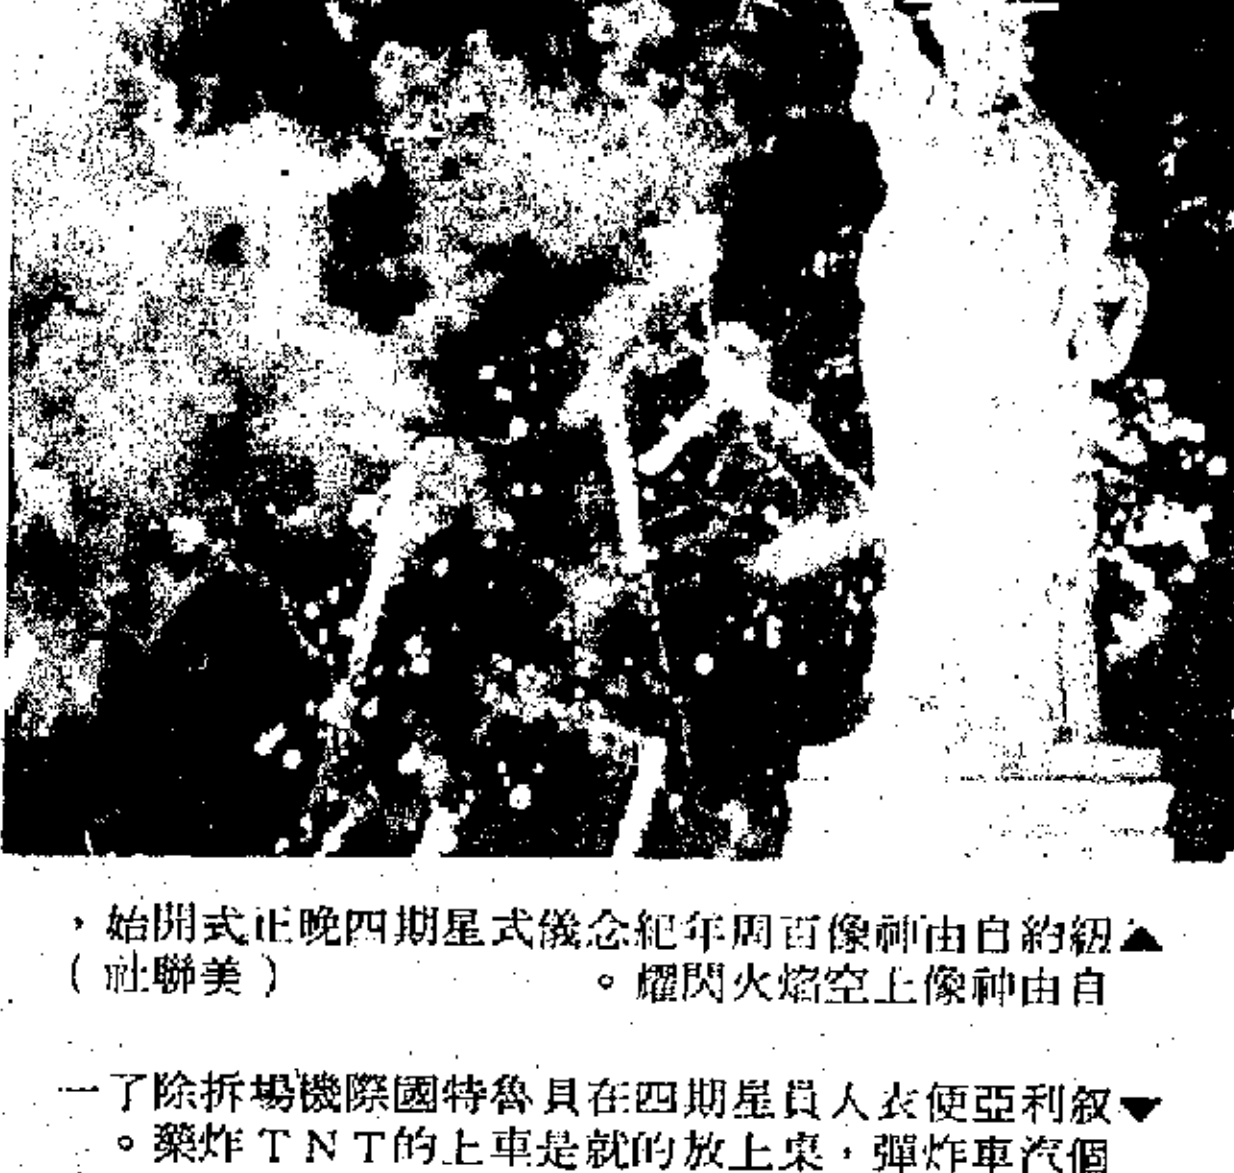 ▲紐約自由神像百周年紀念儀式星期四晚正式開始，
自由神像上空焰火閃耀。　（美聯社）
▼叙利亞便衣人員星期四在貝魯特國際機場拆除了一
個汽車炸彈，桌上放的就是車上的TNT炸藥。